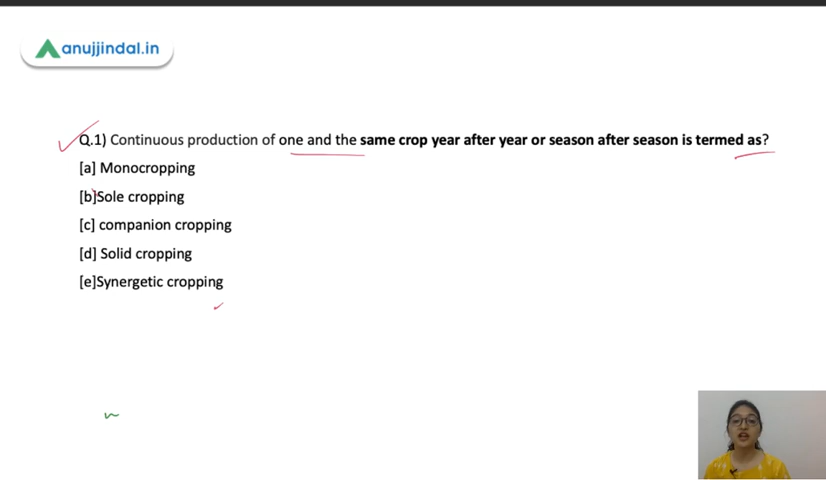 anujjindal.in
Q.1) Continuous production of one and the same crop year after year or season after season is termed as?
[a] Monocropping
[b]Sole cropping
[c] companion cropping
[d] Solid cropping
[e]Synergetic cropping